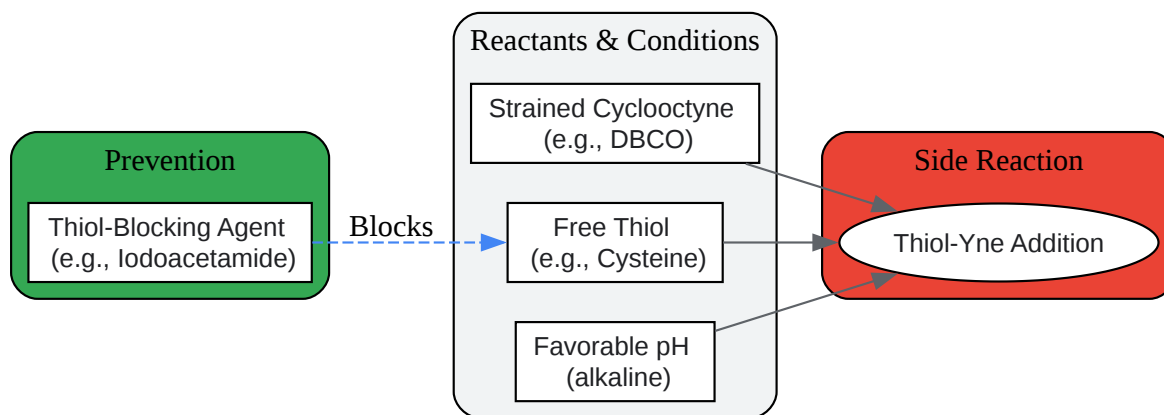 Reactants & Conditions
Strained Cyclooctyne
(e.g., DBCO)
Prevention
Side Reaction
Thiol-Blocking Agent
(e.g., Iodoacetamide)
Blocks
Free Thiol
(e.g., Cysteine)
Thiol-Yne Addition
Favorable pH
(alkaline)